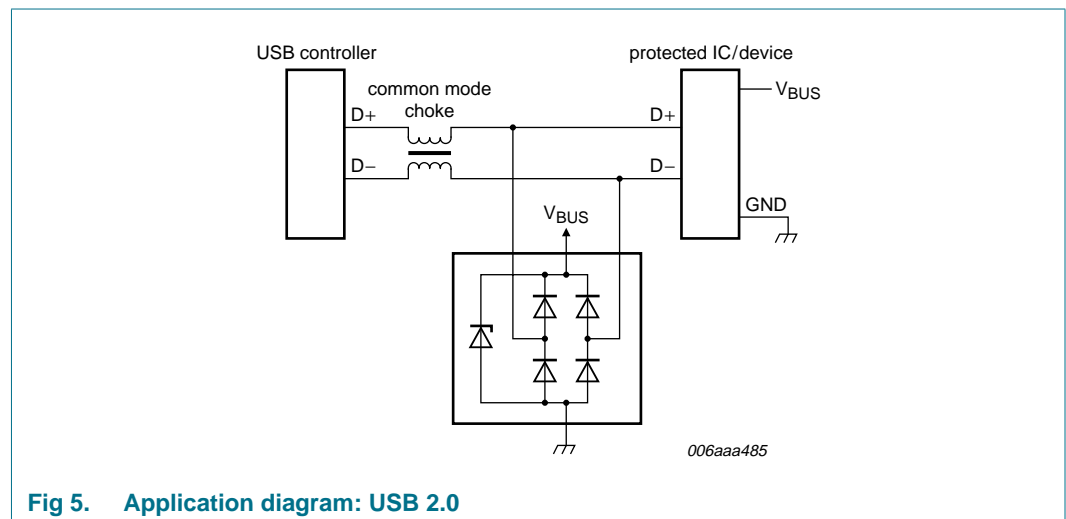 USB controller
protected IC/device
common mode
choke
VBUS
D+
D+
D−
D−
GND
VBUS
006aaa485
Fig 5. Application diagram: USB 2.0